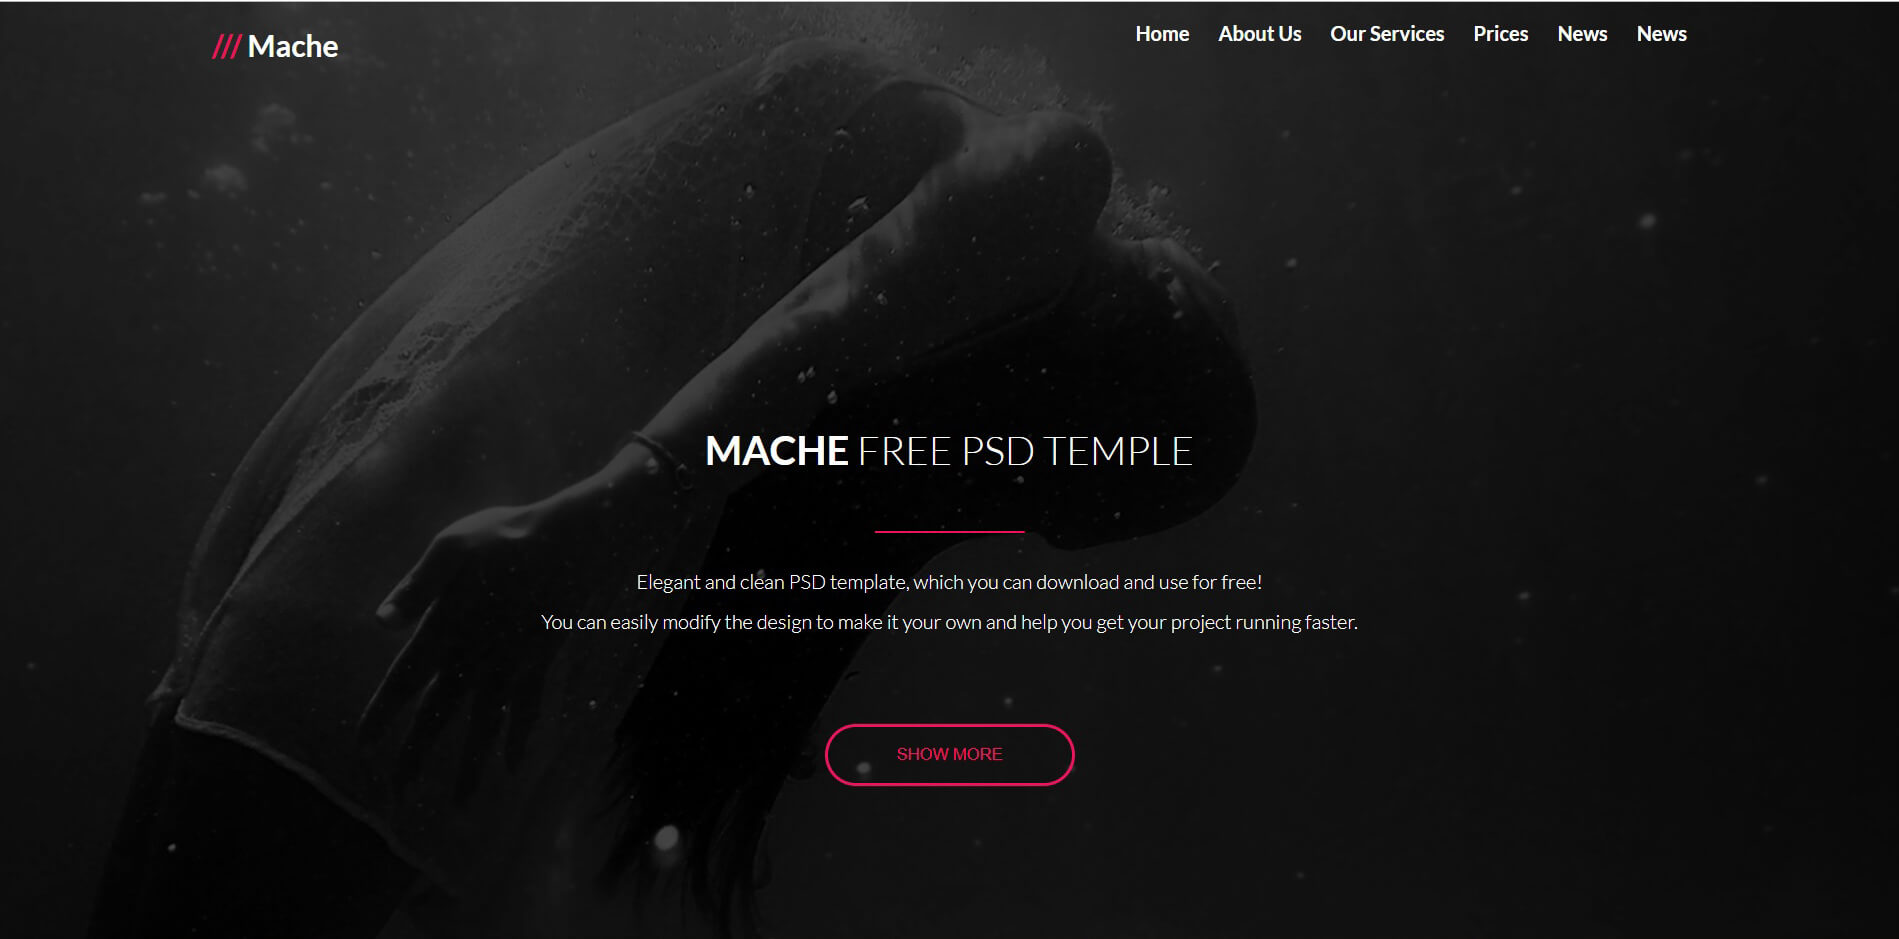 /// Mache
Home About Us Our Services Prices News News
MACHE FREE PSD TEMPLE
Elegant and clean PSD template, which you can download and use for free!
You can easily modify the design to make it your own and help you get your project running faster.
SHOW MORE